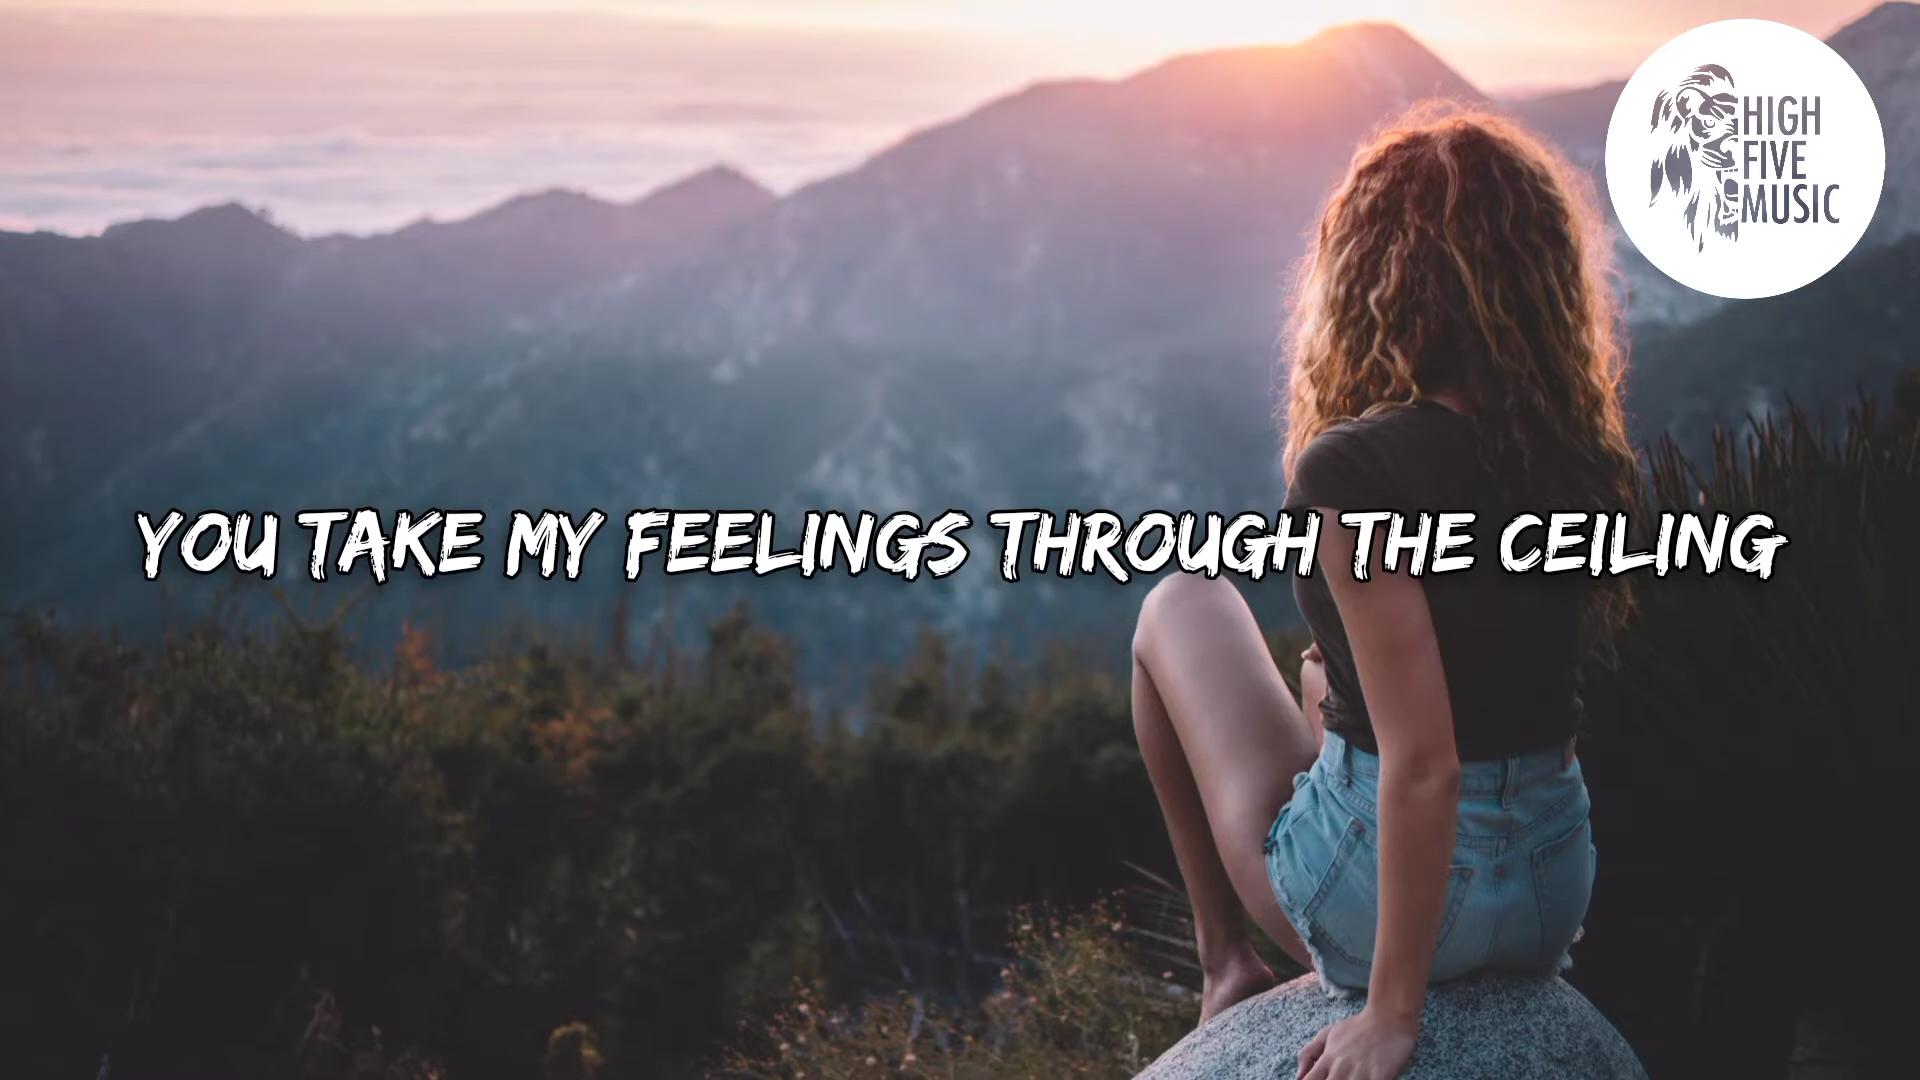 HIGH
FIVE
MUSIC
YOU TAKE MY FEELINGS THROUGH THE CEILING